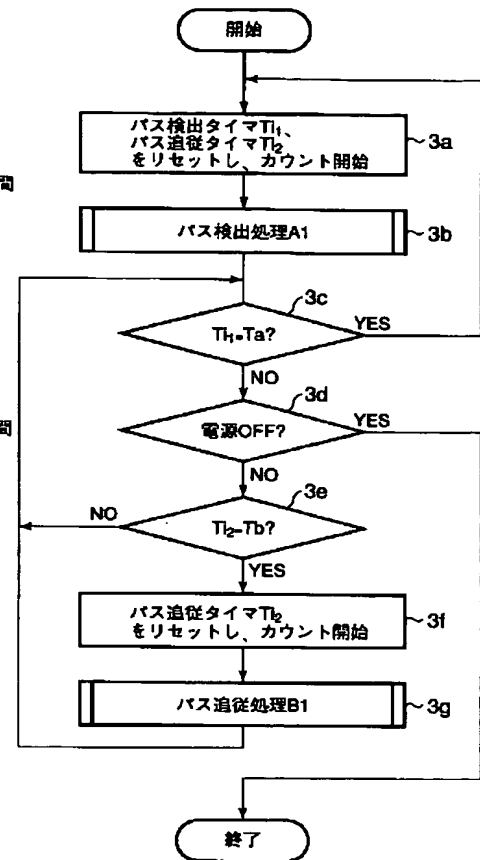 開始
パス検出タイマTi₁、
パス追従タイマTi₂
をリセットし、カウント開始
~3a
間
パス検出処理A1
~3b
3c
Ti₁=Ta?
YES
NO
3d
間
電源OFF?
YES
NO
3e
NO
Ti₂=Tb?
YES
パス追従タイマTi₂
をリセットし、カウント開始
~3f
パス追従処理B1
~3g
終了